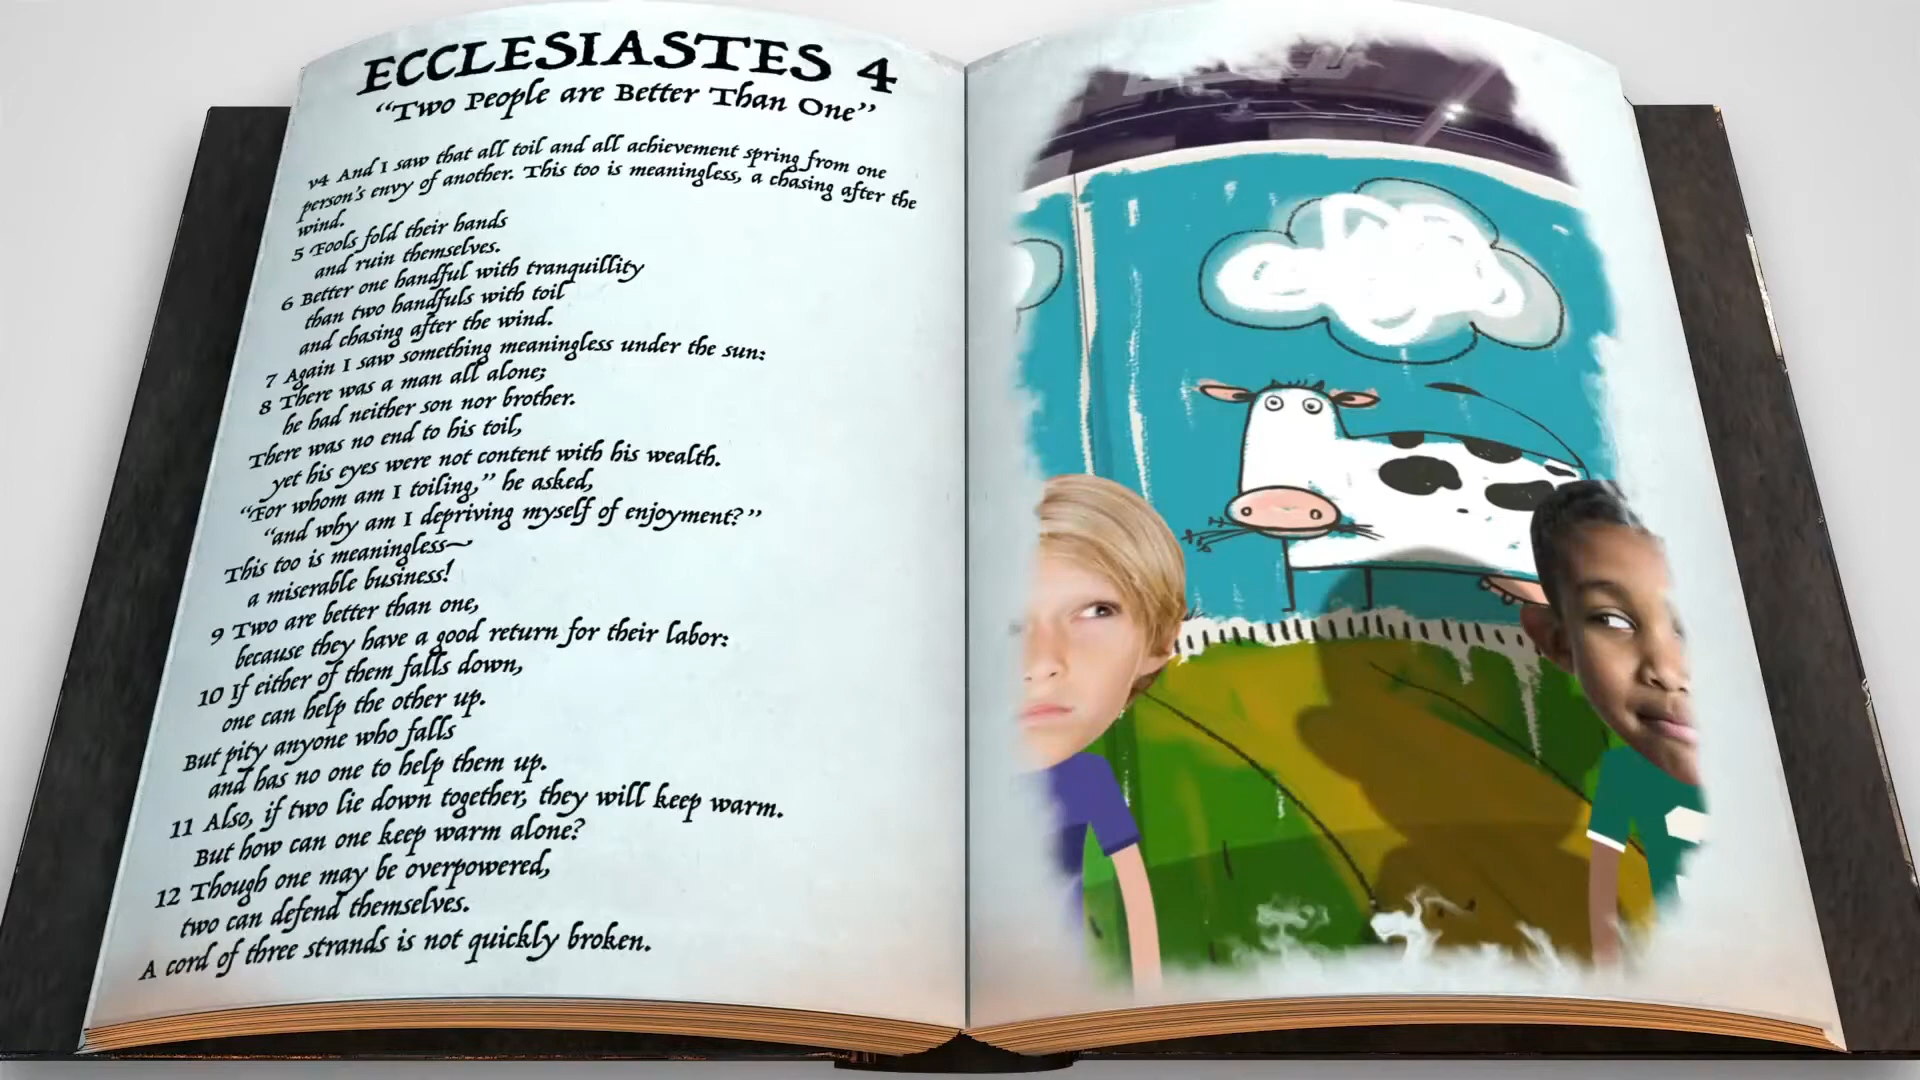 ECCLESIASTES 4
“Two People are Better Than One”
v4 And I saw that all toil and all achievement spring from one
person's envy of another. This too is meaningless, a chasing after the
wind.
5 Fools fold their hands
and ruin themselves.
6 Better one handful with tranquillity
than two handfuls with toil
and chasing after the wind.
7 Again I saw something meaningless under the sun:
8 There was a man all alone;
he had neither son nor brother.
There was no end to his toil,
yet his eyes were not content with his wealth.
“For whom am I toiling,” he asked,
“and why am I depriving myself of enjoyment?”
This too is meaningless—
a miserable business!
9 Two are better than one,
because they have a good return for their labor:
10 If either of them falls down,
one can help the other up.
But pity anyone who falls
and has no one to help them up.
11 Also, if two lie down together, they will keep warm.
But how can one keep warm alone?
12 Though one may be overpowered,
two can defend themselves.
A cord of three strands is not quickly broken.